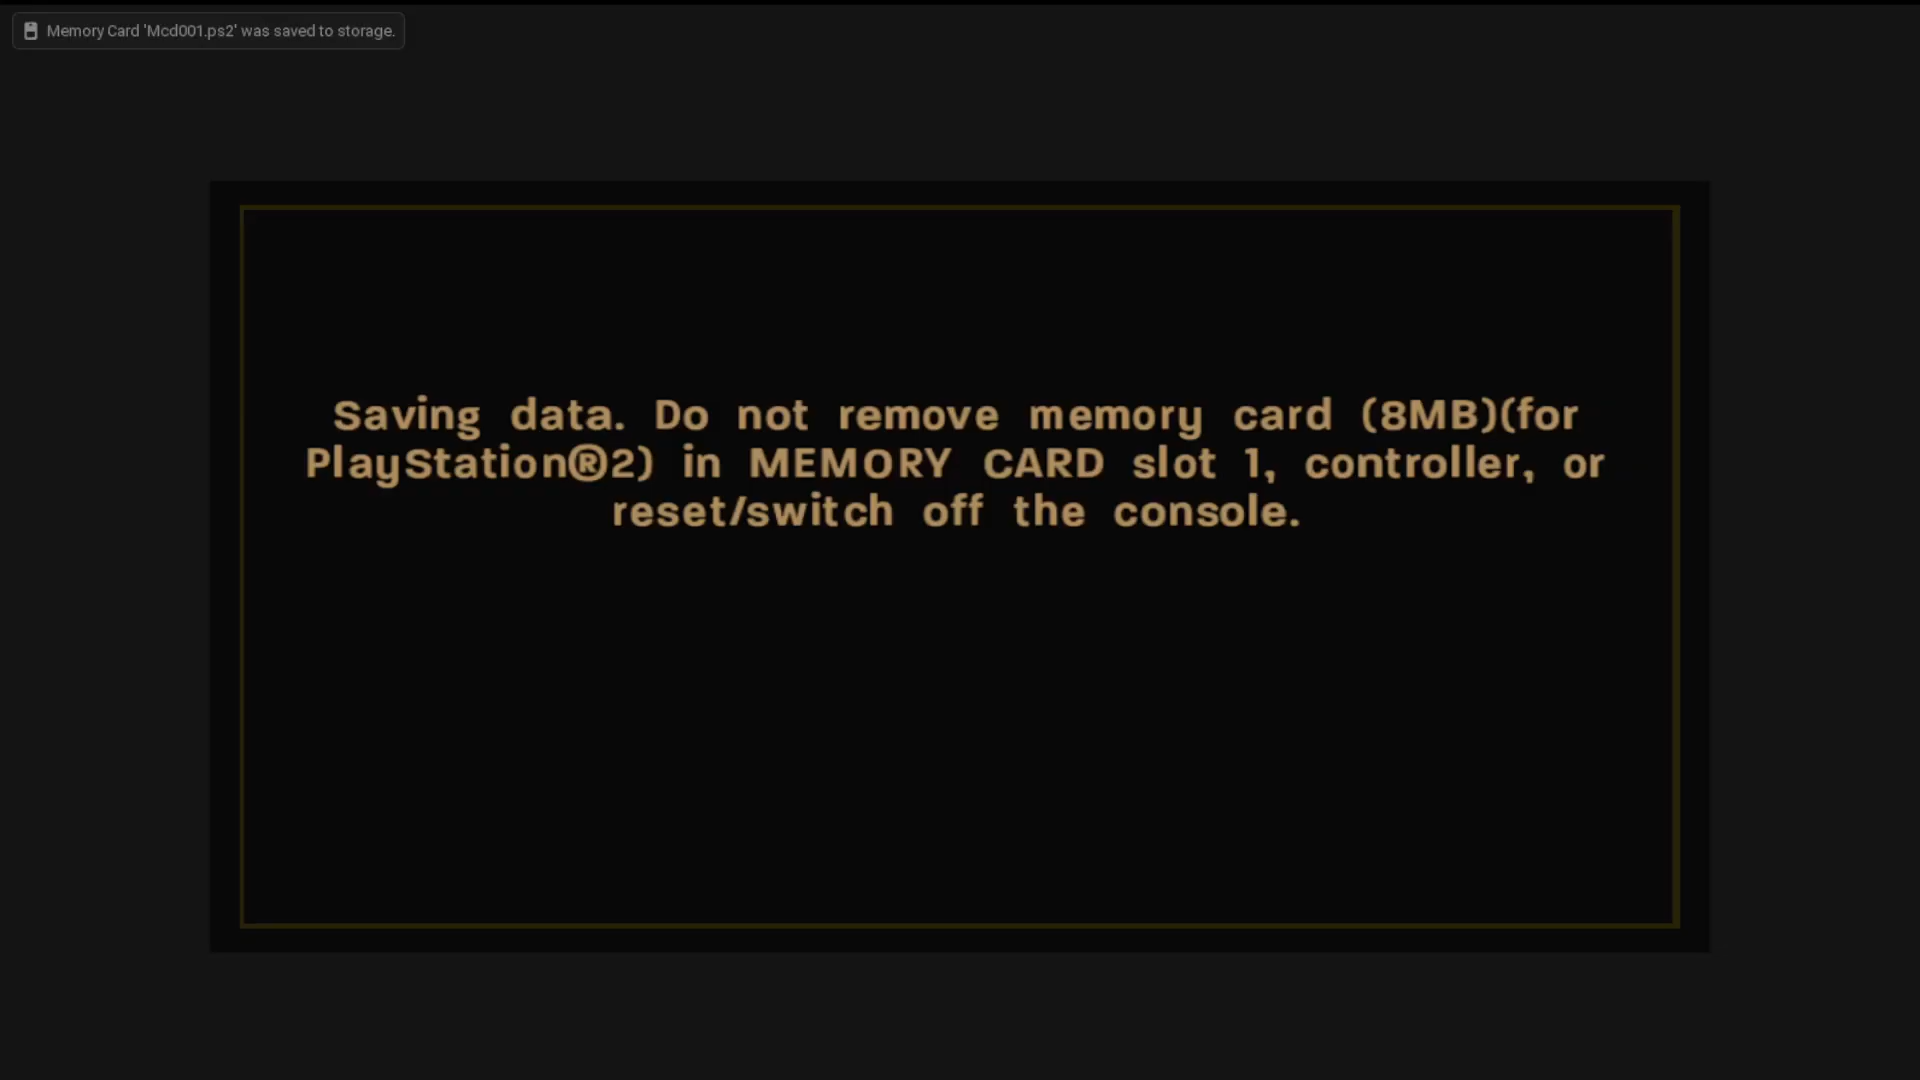 Memory Card 'Mcd001.ps2' was saved to storage.
Saving data. Do not remove memory card (8MB)(for
PlayStation®2) in MEMORY CARD slot 1, controller, or
reset/switch off the console.